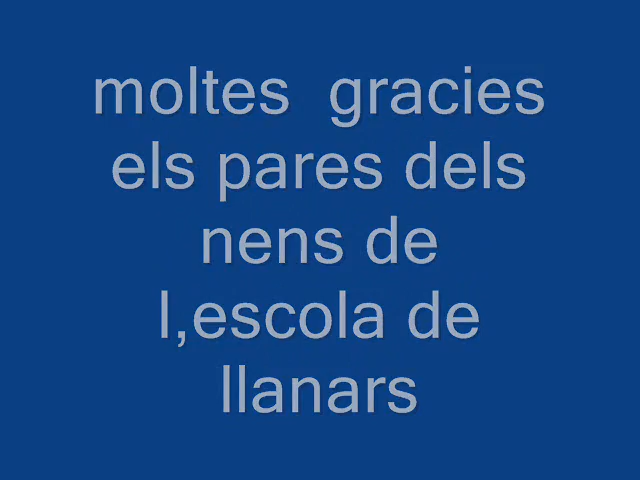 moltes  gracies
els pares dels
nens de
l,escola de
llanars